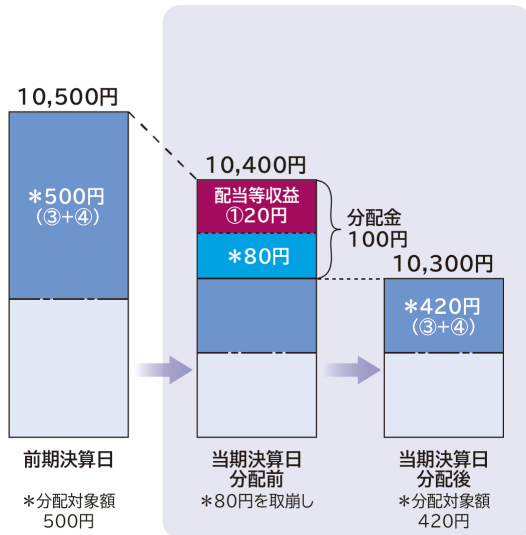 10,500円
＊500円
(③+④)
10,400円
配当等収益
①20円
＊80円
分配金
100円
10,300円
＊420円
(③+④)
前期決算日
＊分配対象額
500円
当期決算日
分配前
＊80円を取崩し
当期決算日
分配後
＊分配対象額
420円